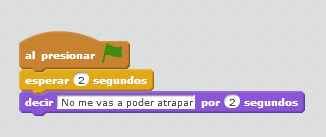 al presionar
esperar 2 segundos
decir No me vas a poder atrapar por 2 segundos